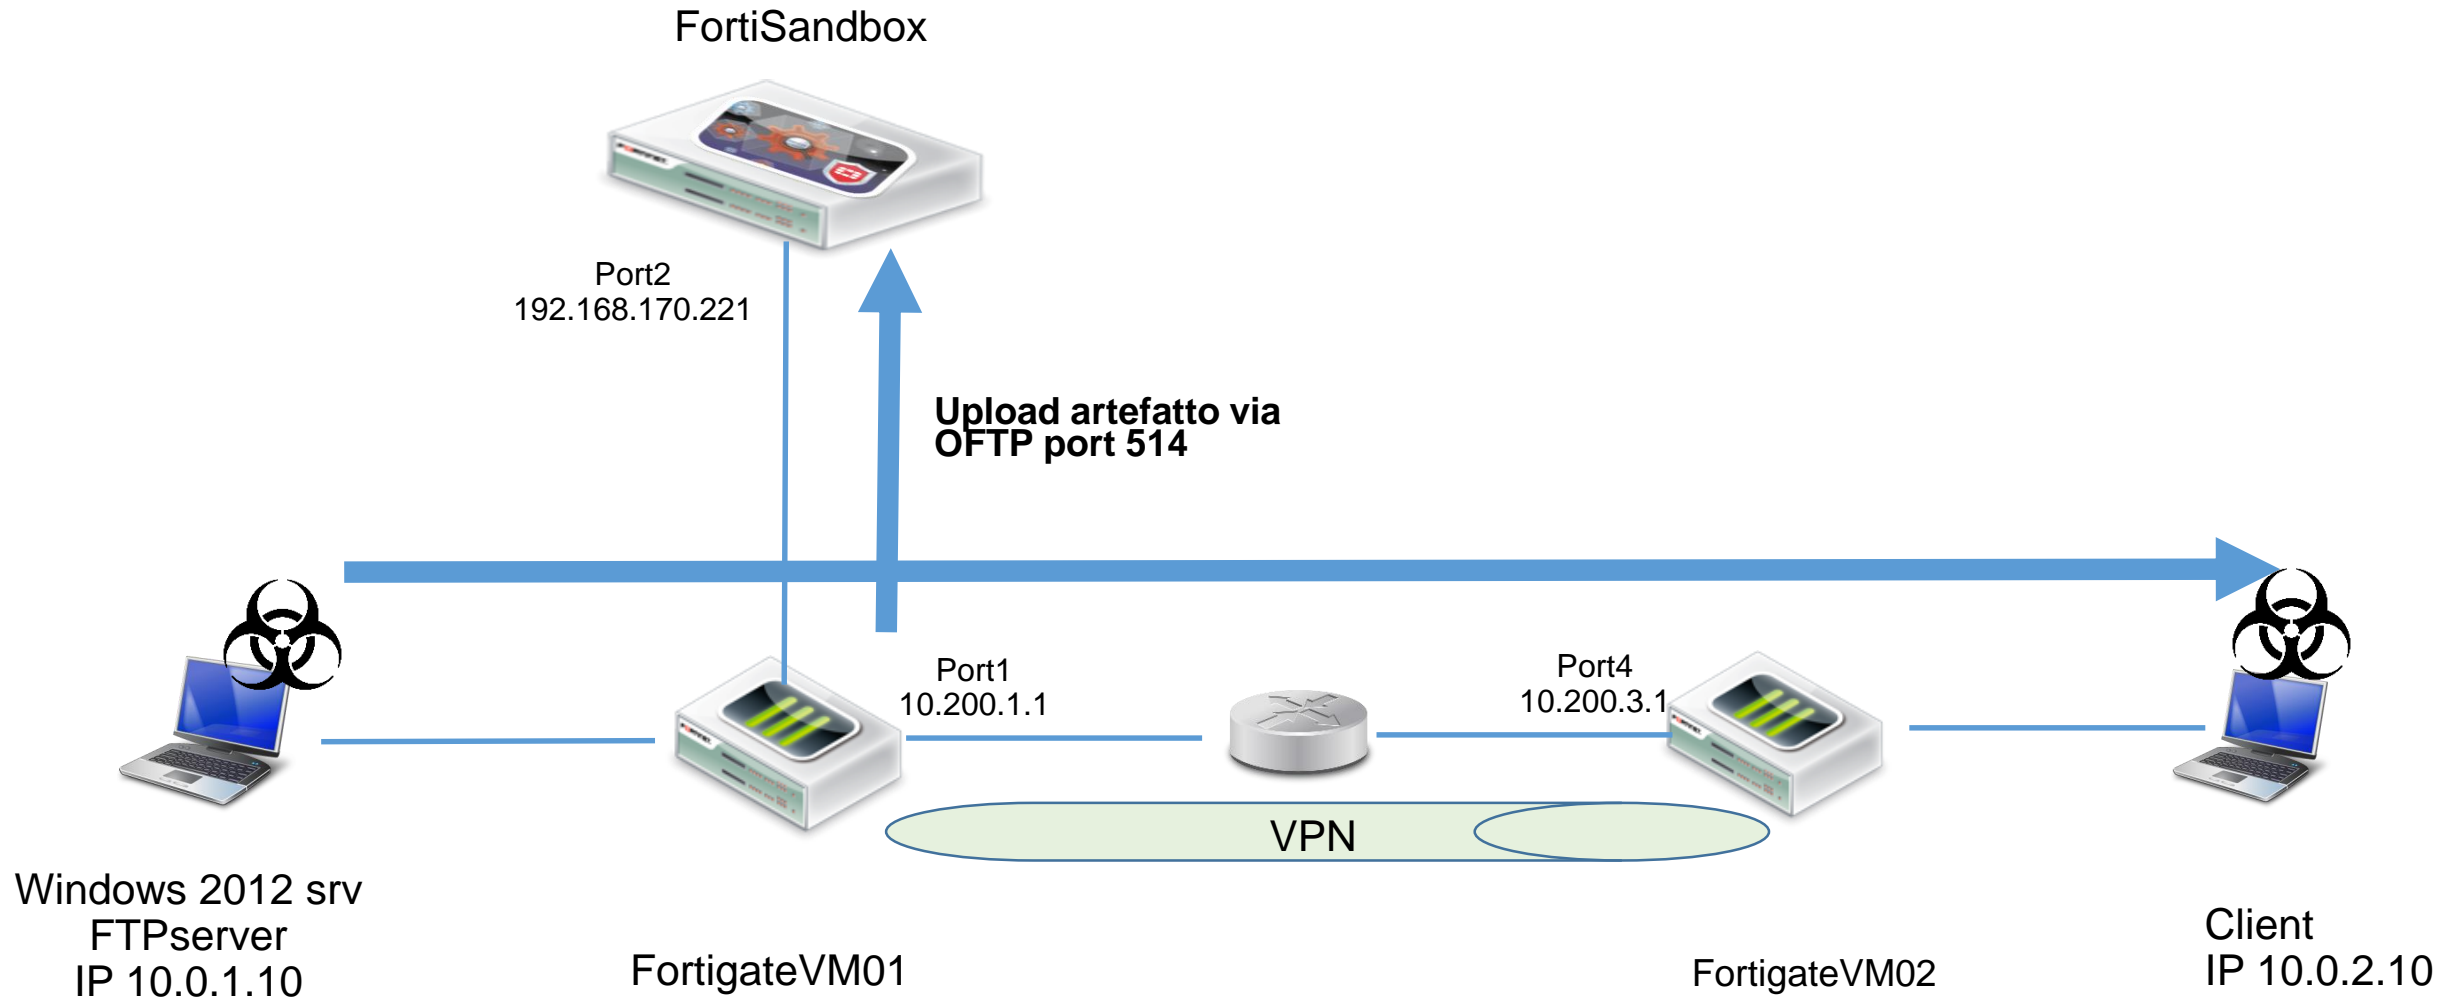 FortiSandbox
Port2
192.168.170.221
Upload artefatto via
OFTP port 514
Port1
10.200.1.1
Port4
10.200.3.1
VPN
Windows 2012 srv
FTPserver
IP 10.0.1.10
FortigateVM01
FortigateVM02
Client
IP 10.0.2.10